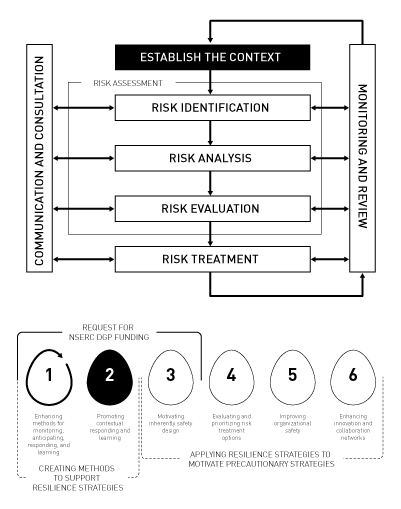 ESTABLISH THE CONTEXT
RISK ASSESSMENT
RISK IDENTIFICATION
RISK ANALYSIS
RISK EVALUATION
RISK TREATMENT
COMMUNICATION AND CONSULTATION
MONITORING AND REVIEW
REQUEST FOR
NSERC DGP FUNDING
1
2
3
4
5
6
Enhancing
methods for
monitoring,
anticipating,
responding, and
learning
Promoting
contextual
responding and
learning
Motivating
inherently safety
design
Evaluating and
prioritizing risk
treatment
options
Improving
organizational
safety
Enhancing
innovation and
collaboration
networks
CREATING METHODS
TO SUPPORT
RESILIENCE STRATEGIES
APPLYING RESILIENCE STRATEGIES TO
MOTIVATE PRECAUTIONARY STRATEGIES